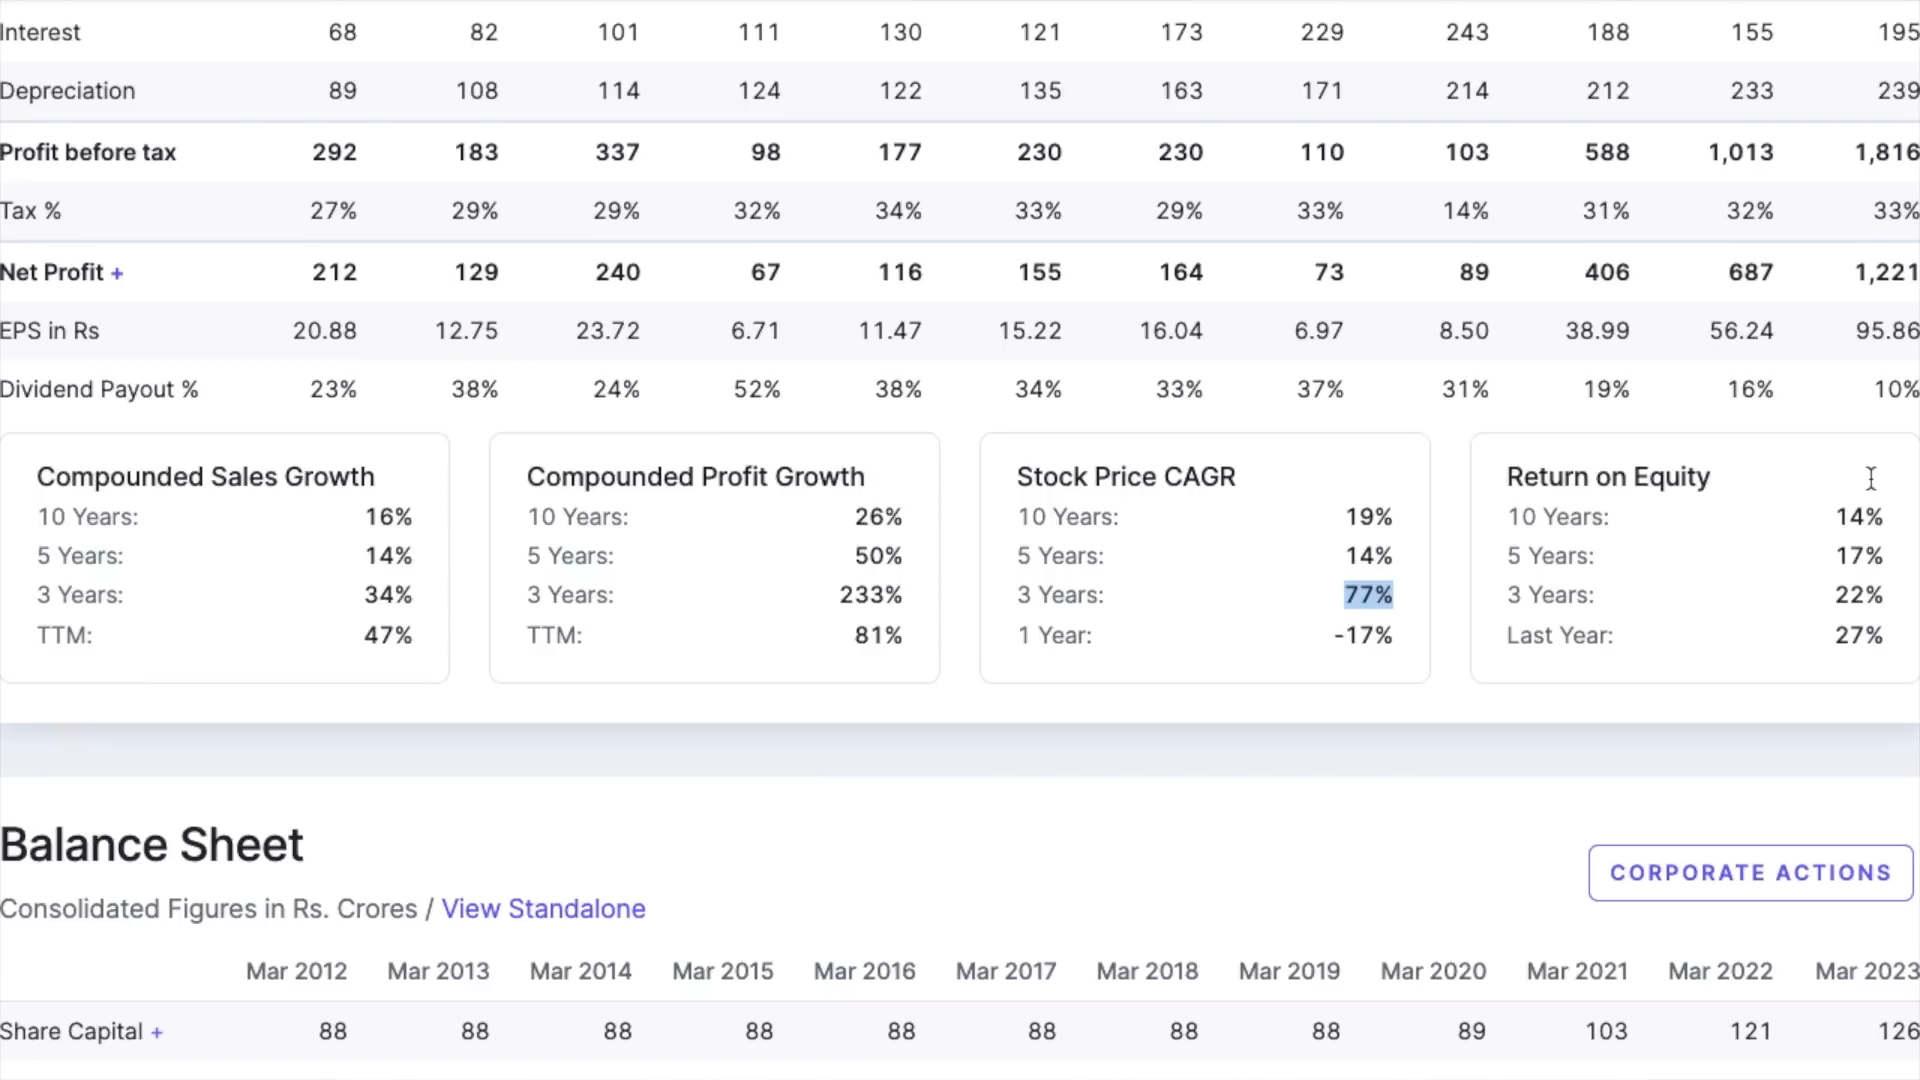 Interest 68 82 101 111 130 121 173 229 243 188 155 195
Depreciation 89 108 114 124 122 135 163 171 214 212 233 239
Profit before tax 292 183 337 98 177 230 230 110 103 588 1,013 1,816
Tax % 27% 29% 29% 32% 34% 33% 29% 33% 14% 31% 32% 33%
Net Profit + 212 129 240 67 116 155 164 73 89 406 687 1,221
EPS in Rs 20.88 12.75 23.72 6.71 11.47 15.22 16.04 6.97 8.50 38.99 56.24 95.86
Dividend Payout % 23% 38% 24% 52% 38% 34% 33% 37% 31% 19% 16% 10%
Compounded Sales Growth
10 Years: 16%
5 Years: 14%
3 Years: 34%
TTM: 47%
Compounded Profit Growth
10 Years: 26%
5 Years: 50%
3 Years: 233%
TTM: 81%
Stock Price CAGR
10 Years: 19%
5 Years: 14%
3 Years: 77%
1 Year: -17%
Return on Equity
10 Years: 14%
5 Years: 17%
3 Years: 22%
Last Year: 27%
Balance Sheet
CORPORATE ACTIONS
Consolidated Figures in Rs. Crores / View Standalone
Mar 2012 Mar 2013 Mar 2014 Mar 2015 Mar 2016 Mar 2017 Mar 2018 Mar 2019 Mar 2020 Mar 2021 Mar 2022 Mar 2023
Share Capital + 88 88 88 88 88 88 88 88 89 103 121 126